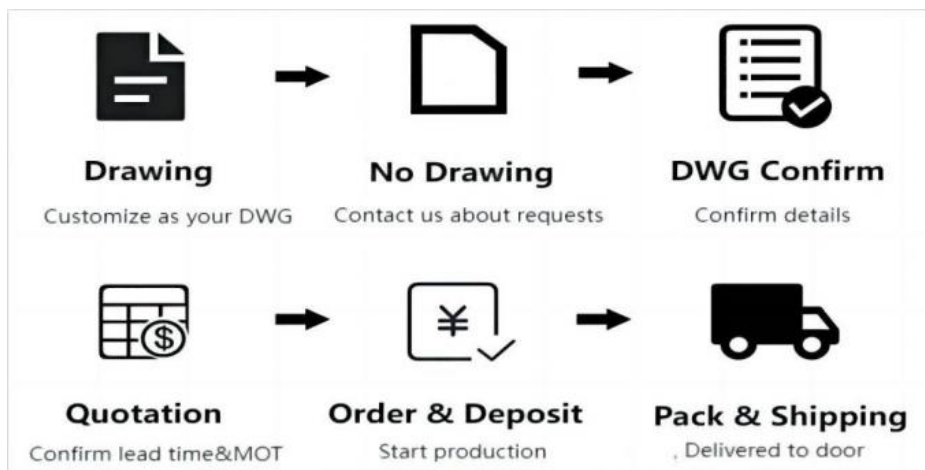 Drawing
No Drawing
DWG Confirm
Customize as your DWG
Contact us about requests
Confirm details
$
¥
Quotation
Order & Deposit
Pack & Shipping
Confirm lead time&MOT
Start production
, Delivered to door